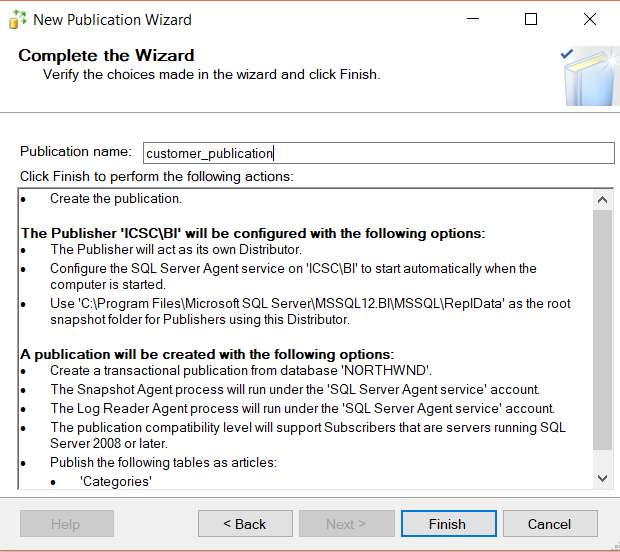 New Publication Wizard
Complete the Wizard
Verify the choices made in the wizard and click Finish.
Publication name: customer_publication
Click Finish to perform the following actions:
• Create the publication.
The Publisher 'ICSC\BI' will be configured with the following options:
• The Publisher will act as its own Distributor.
• Configure the SQL Server Agent service on 'ICSC\BI' to start automatically when the
computer is started.
• Use 'C:\Program Files\Microsoft SQL Server\MSSQL12.BI\MSSQL\ReplData' as the root
snapshot folder for Publishers using this Distributor.
A publication will be created with the following options:
• Create a transactional publication from database 'NORTHWND'.
• The Snapshot Agent process will run under the 'SQL Server Agent service' account.
• The Log Reader Agent process will run under the 'SQL Server Agent service' account.
• The publication compatibility level will support Subscribers that are servers running SQL
Server 2008 or later.
• Publish the following tables as articles:
• 'Categories'
Help < Back Next > Finish Cancel